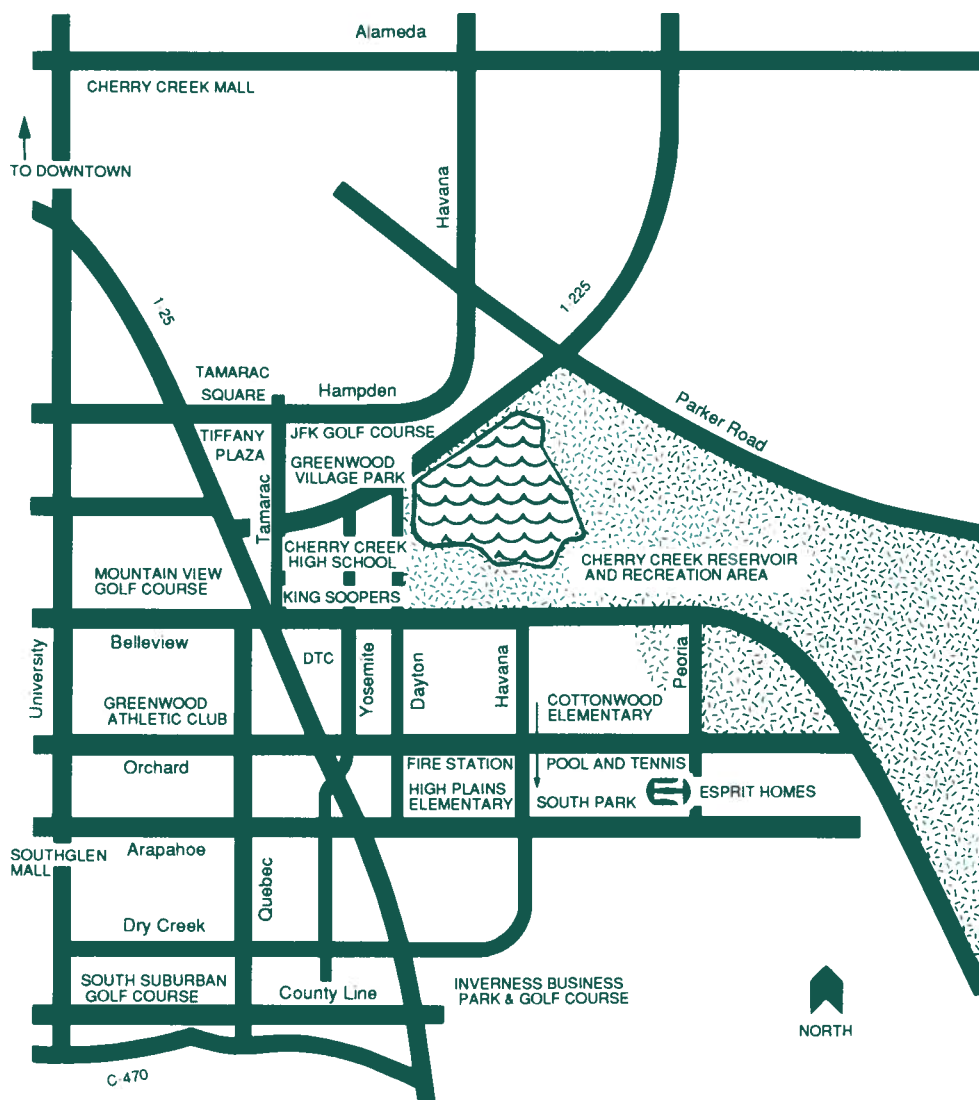 Alameda
CHERRY CREEK MALL
TO DOWNTOWN
Havana
1-25
1-225
TAMARAC
SQUARE
Hampden
Parker Road
TIFFANY
PLAZA
JFK GOLF COURSE
GREENWOOD
VILLAGE PARK
Tamarac
CHERRY CREEK
HIGH SCHOOL
CHERRY CREEK RESERVOIR
AND RECREATION AREA
MOUNTAIN VIEW
GOLF COURSE
KING SOOPERS
University
Belleview
DTC
Yosemite
Dayton
Havana
Peoria
GREENWOOD
ATHLETIC CLUB
COTTONWOOD
ELEMENTARY
Orchard
FIRE STATION
POOL AND TENNIS
HIGH PLAINS
ELEMENTARY
SOUTH PARK
ESPRIT HOMES
SOUTHGLEN
MALL
Arapahoe
Quebec
Dry Creek
SOUTH SUBURBAN
GOLF COURSE
County Line
INVERNESS BUSINESS
PARK & GOLF COURSE
NORTH
C-470